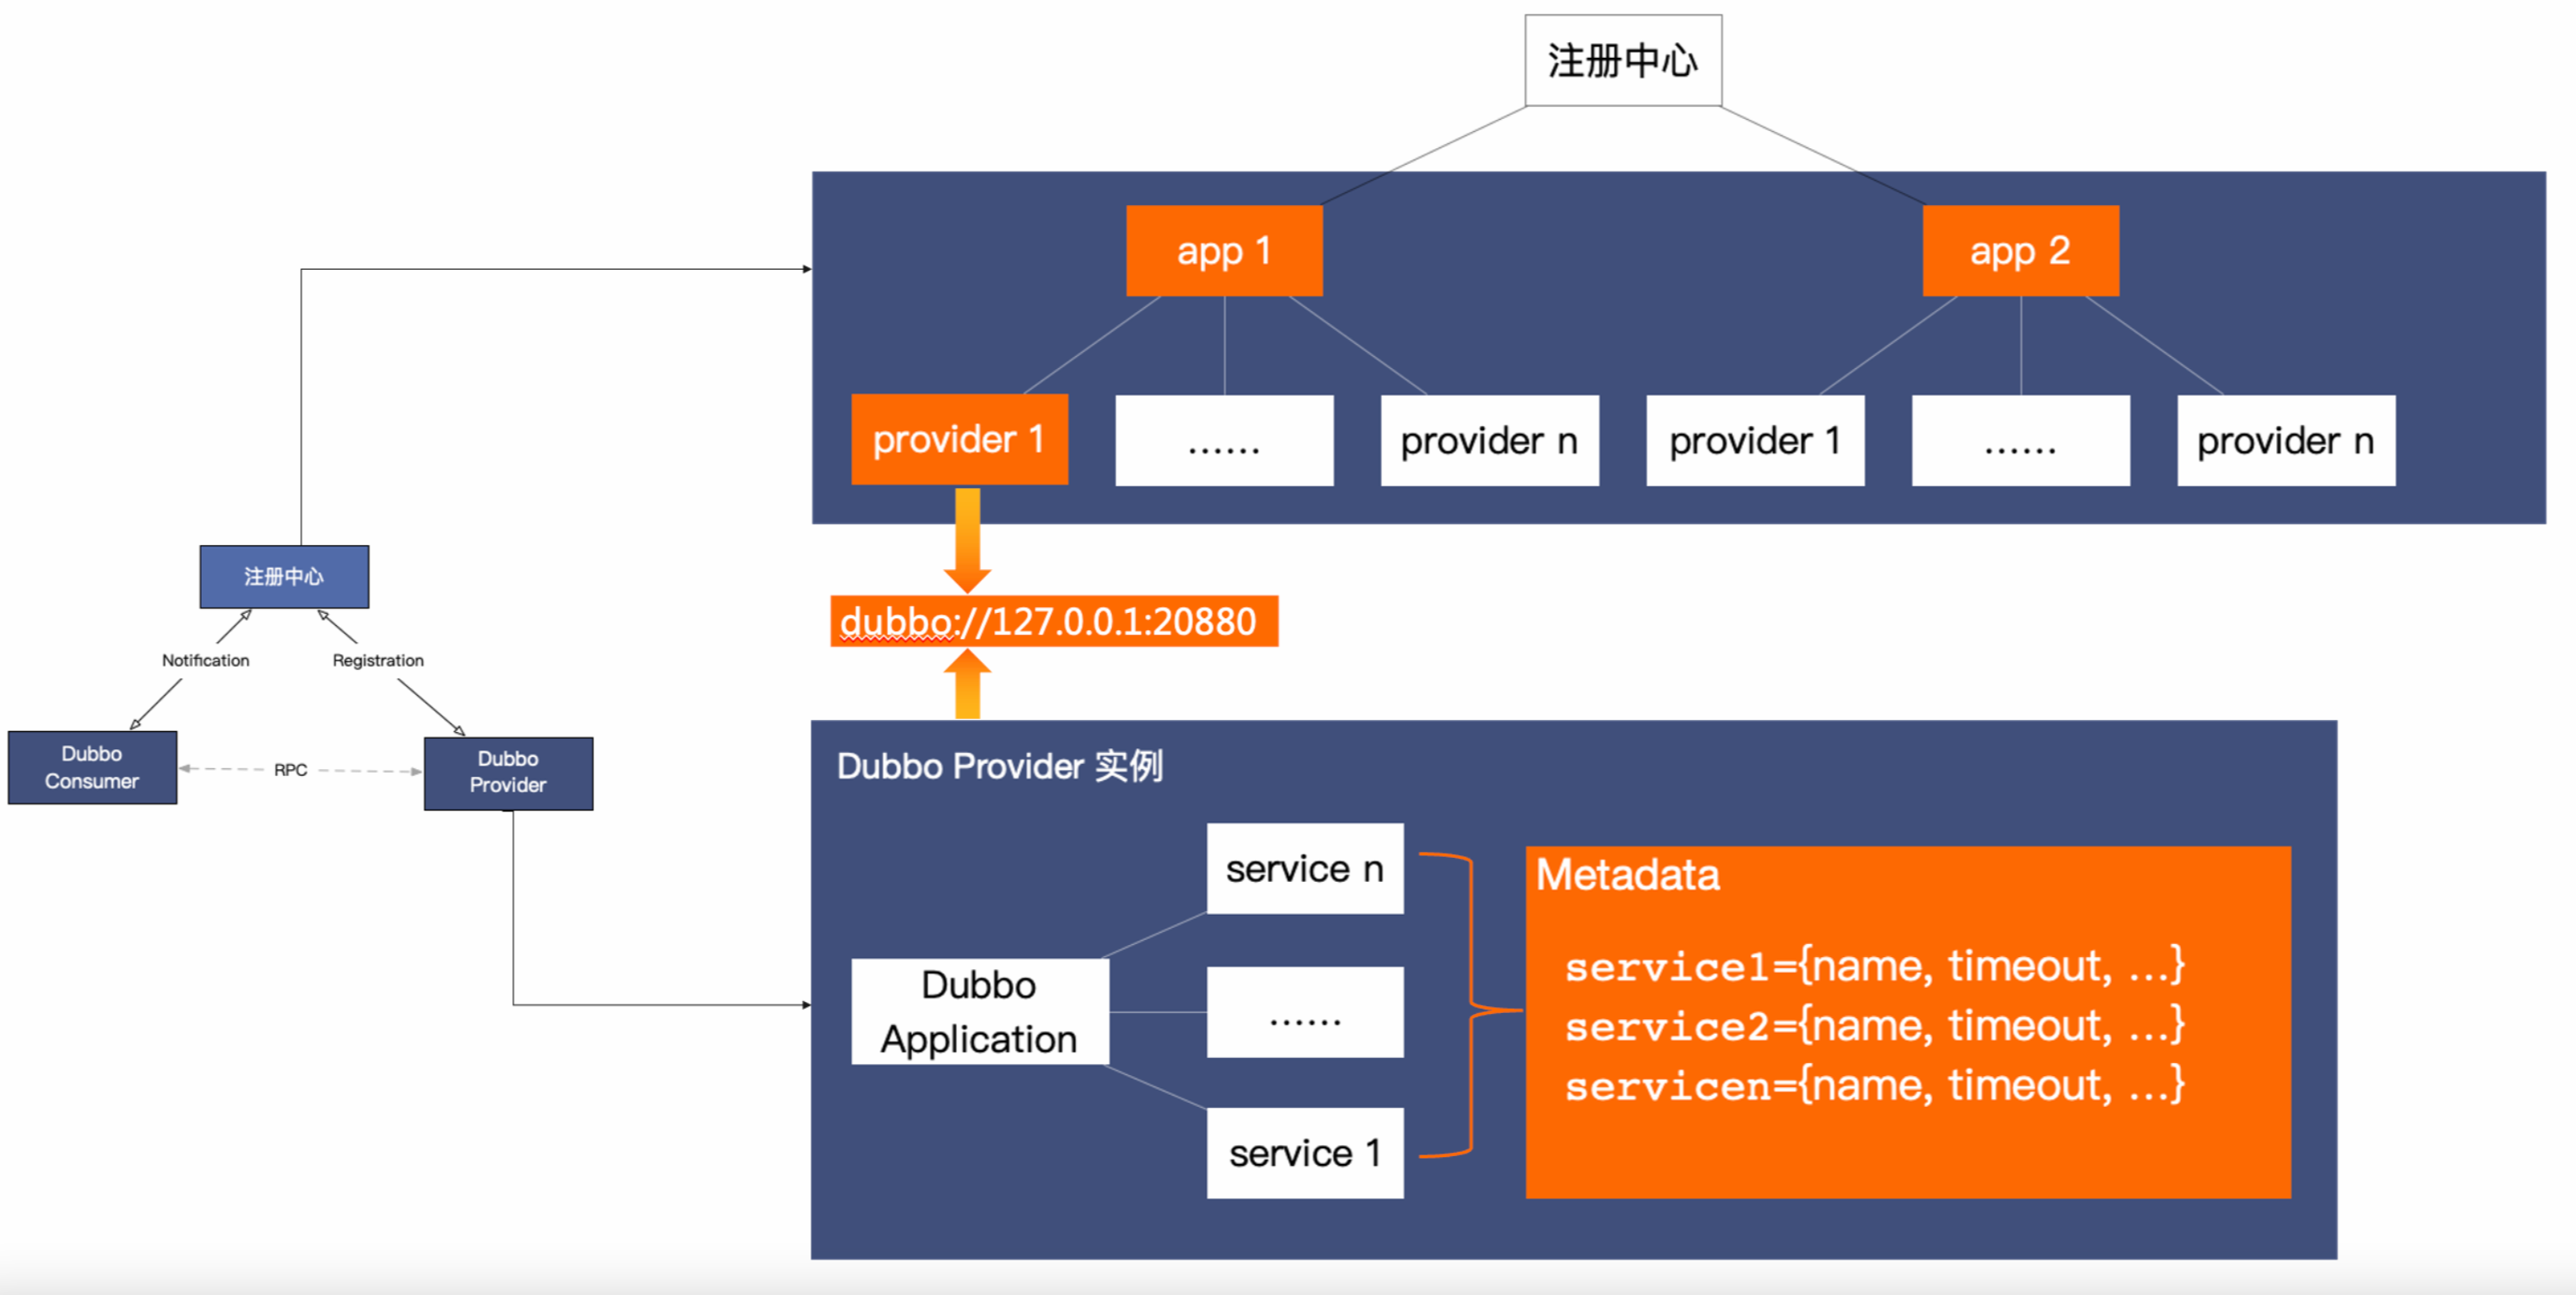 注册中心
app 1
app 2
provider 1
……
provider n
provider 1
……
provider n
dubbo://127.0.0.1:20880
注册中心
Notification
Registration
Dubbo
Consumer
RPC
Dubbo
Provider
Dubbo Provider 实例
Dubbo
Application
service n
……
service 1
Metadata
service1={name, timeout, ...}
service2={name, timeout, ...}
servicen={name, timeout, ...}